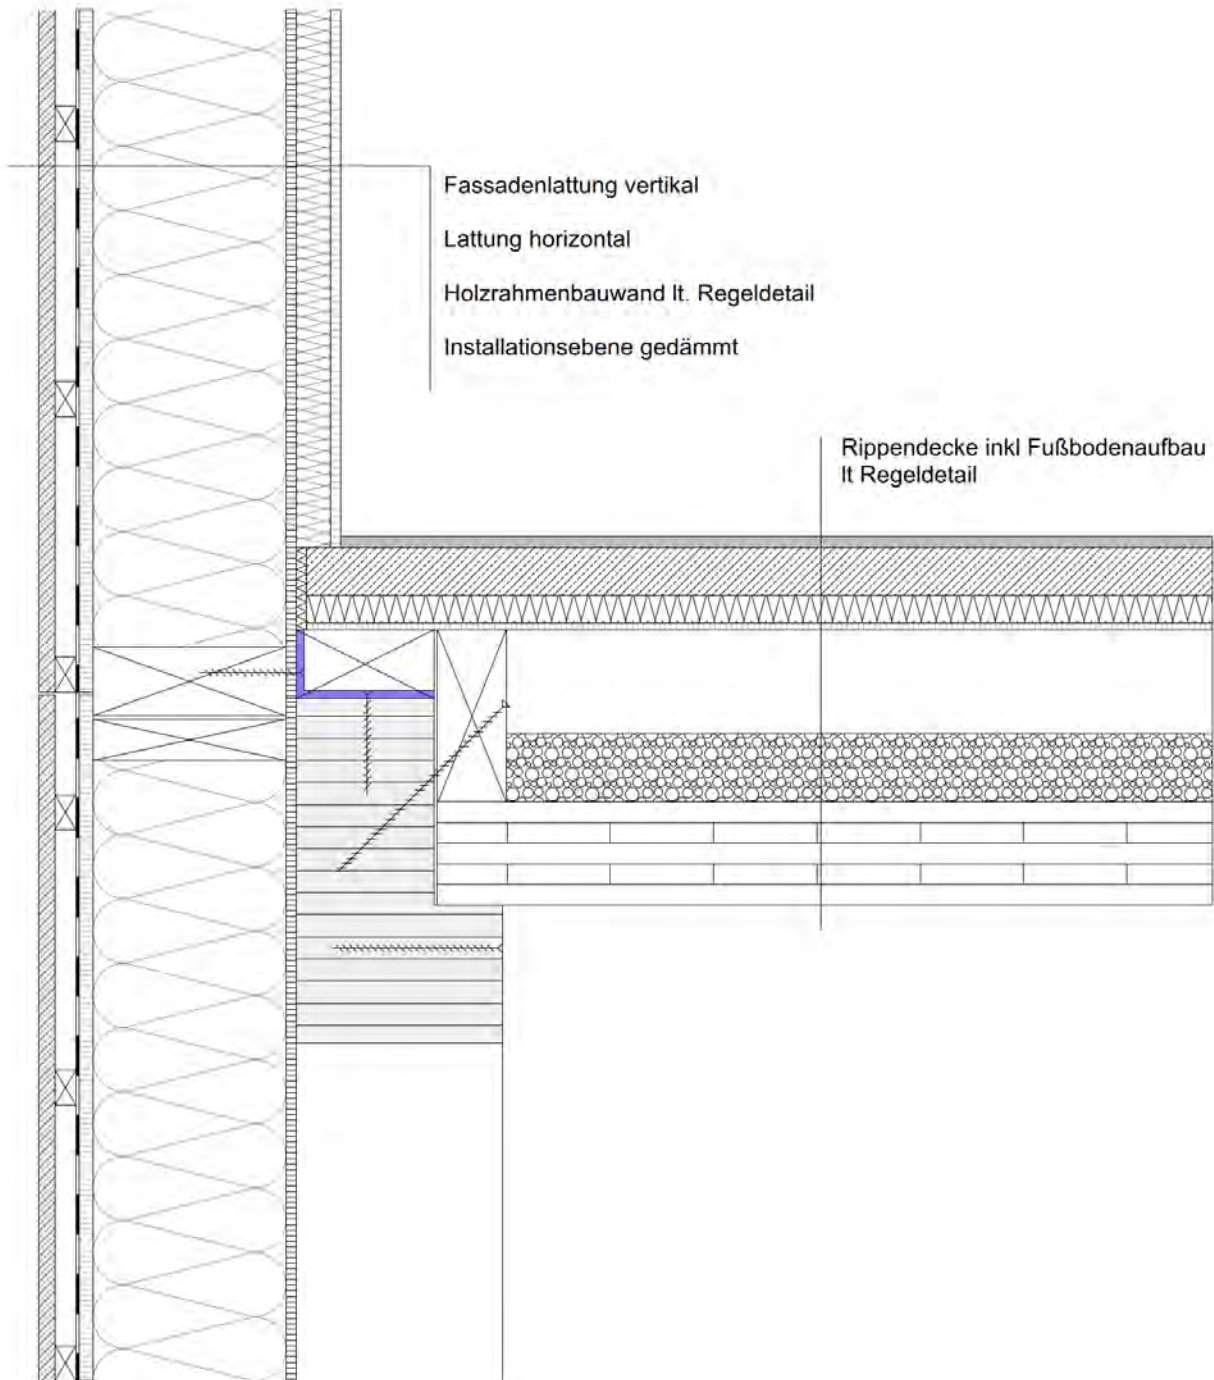 Fassadenlattung vertikal
Lattung horizontal
Holzrahmenbauwand lt. Regeldetail
Installationsebene gedämmt
Rippendecke inkl Fußbodenaufbau
lt Regeldetail